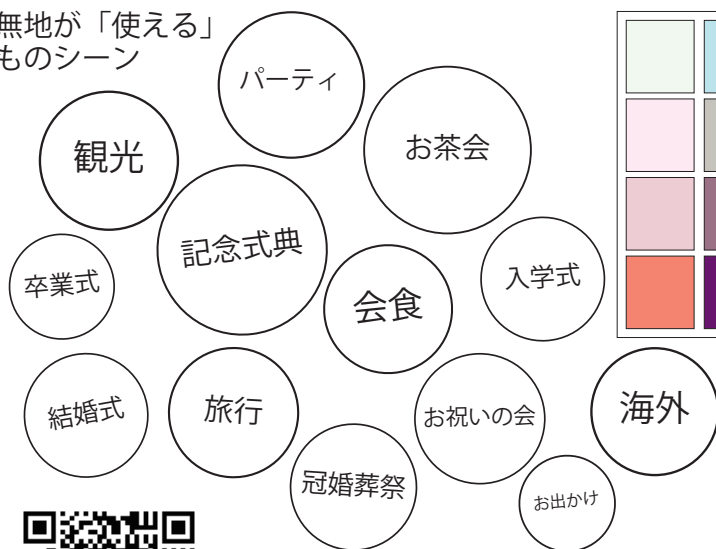 無地が「使える」
ものシーン
パーティ
お茶会
観光
記念式典
入学式
卒業式
会食
結婚式
旅行
お祝いの会
海外
冠婚葬祭
お出かけ